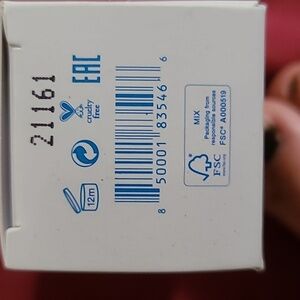 21161
EAC
cruelty
free
12m
8 50001 83546 6
MIX
Packaging from
responsible sources
FSC® A000519
FSC